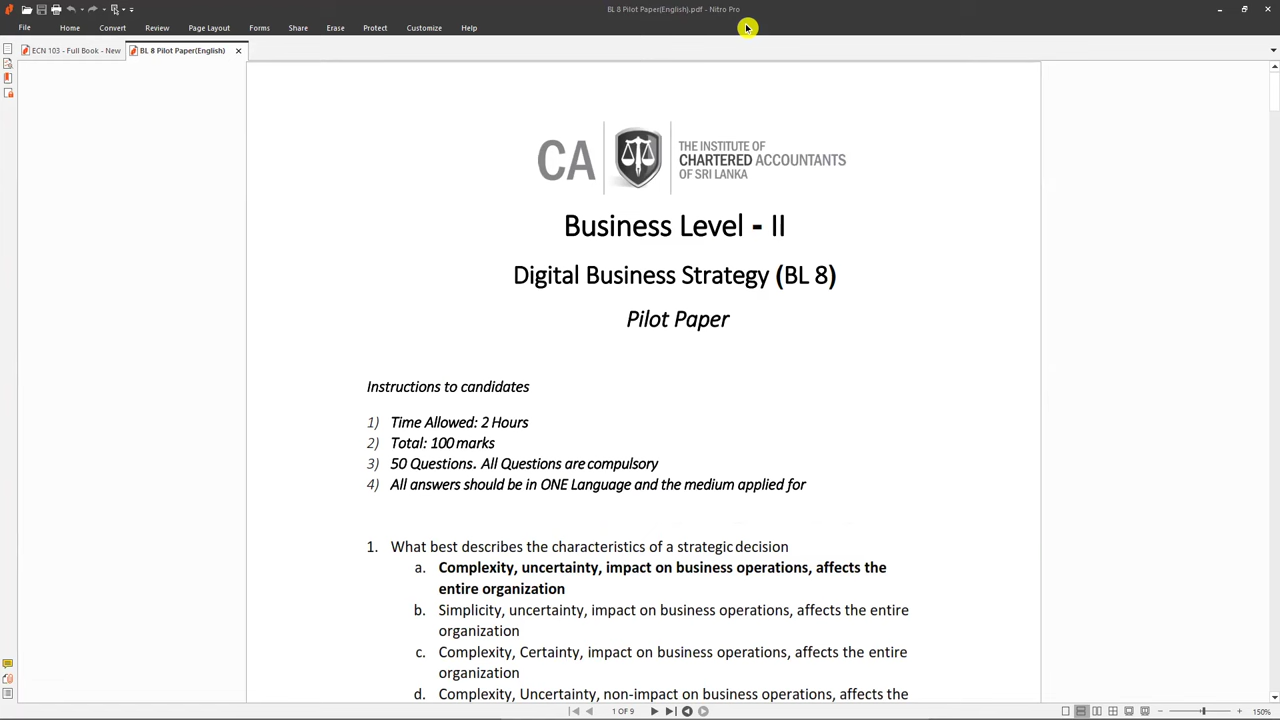 BL 8 Pilot Paper(English).pdf - Nitro Pro
File Home Convert Review Page Layout Forms Share Erase Protect Customize Help
ECN 103 - Full Book - New BL 8 Pilot Paper(English)
CA THE INSTITUTE OF
CHARTERED ACCOUNTANTS
OF SRI LANKA
Business Level - II
Digital Business Strategy (BL 8)
Pilot Paper
Instructions to candidates
1) Time Allowed: 2 Hours
2) Total: 100 marks
3) 50 Questions. All Questions are compulsory
4) All answers should be in ONE Language and the medium applied for
1. What best describes the characteristics of a strategic decision
a. Complexity, uncertainty, impact on business operations, affects the
entire organization
b. Simplicity, uncertainty, impact on business operations, affects the entire
organization
c. Complexity, Certainty, impact on business operations, affects the entire
organization
d. Complexity, Uncertainty, non-impact on business operations, affects the
1 OF 9
150%